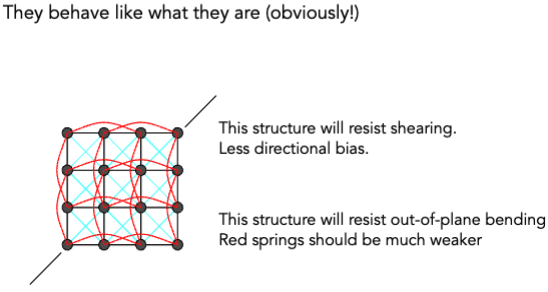 They behave like what they are (obviously!)
This structure will resist shearing.
Less directional bias.
This structure will resist out-of-plane bending
Red springs should be much weaker